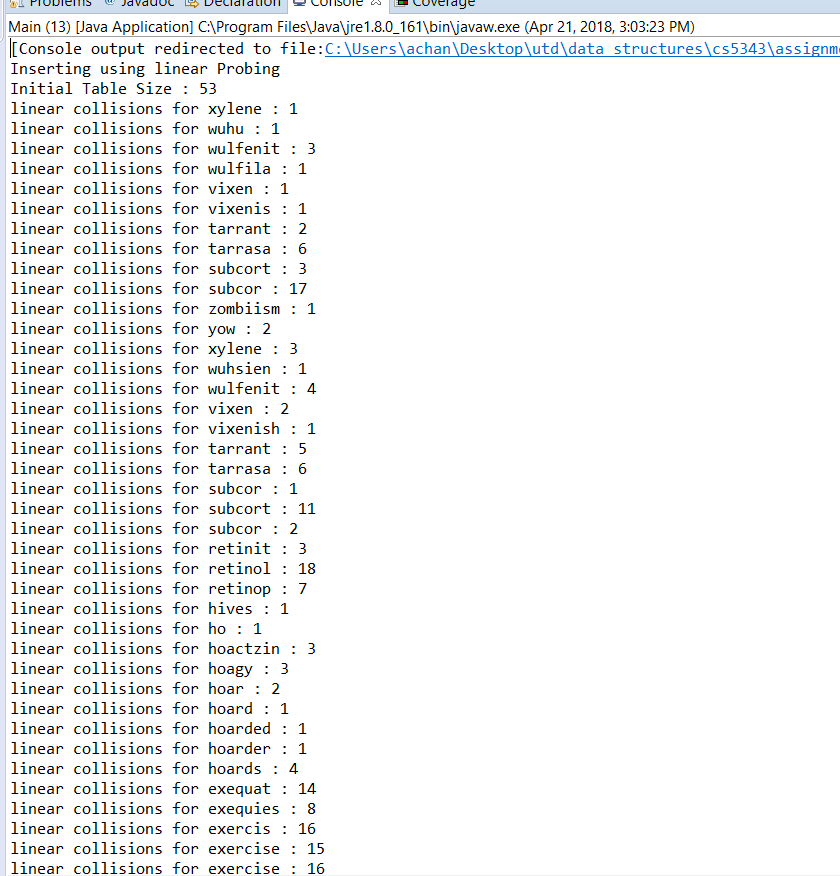 Problems Javadoc Declaration Console Coverage
Main (13) [Java Application] C:\Program Files\Java\jre1.8.0_161\bin\javaw.exe (Apr 21, 2018, 3:03:23 PM)
[Console output redirected to file:C:\Users\achan\Desktop\utd\data structures\cs5343\assignm
Inserting using linear Probing
Initial Table Size : 53
linear collisions for xylene : 1
linear collisions for wuhu : 1
linear collisions for wulfenit : 3
linear collisions for wulfila : 1
linear collisions for vixen : 1
linear collisions for vixenis : 1
linear collisions for tarrant : 2
linear collisions for tarrasa : 6
linear collisions for subcort : 3
linear collisions for subcor : 17
linear collisions for zombiism : 1
linear collisions for yow : 2
linear collisions for xylene : 3
linear collisions for wuhsien : 1
linear collisions for wulfenit : 4
linear collisions for vixen : 2
linear collisions for vixenish : 1
linear collisions for tarrant : 5
linear collisions for tarrasa : 6
linear collisions for subcor : 1
linear collisions for subcort : 11
linear collisions for subcor : 2
linear collisions for retinit : 3
linear collisions for retinol : 18
linear collisions for retinop : 7
linear collisions for hives : 1
linear collisions for ho : 1
linear collisions for hoactzin : 3
linear collisions for hoagy : 3
linear collisions for hoar : 2
linear collisions for hoard : 1
linear collisions for hoarded : 1
linear collisions for hoarder : 1
linear collisions for hoards : 4
linear collisions for exequat : 14
linear collisions for exequies : 8
linear collisions for exercis : 16
linear collisions for exercise : 15
linear collisions for exercise : 16